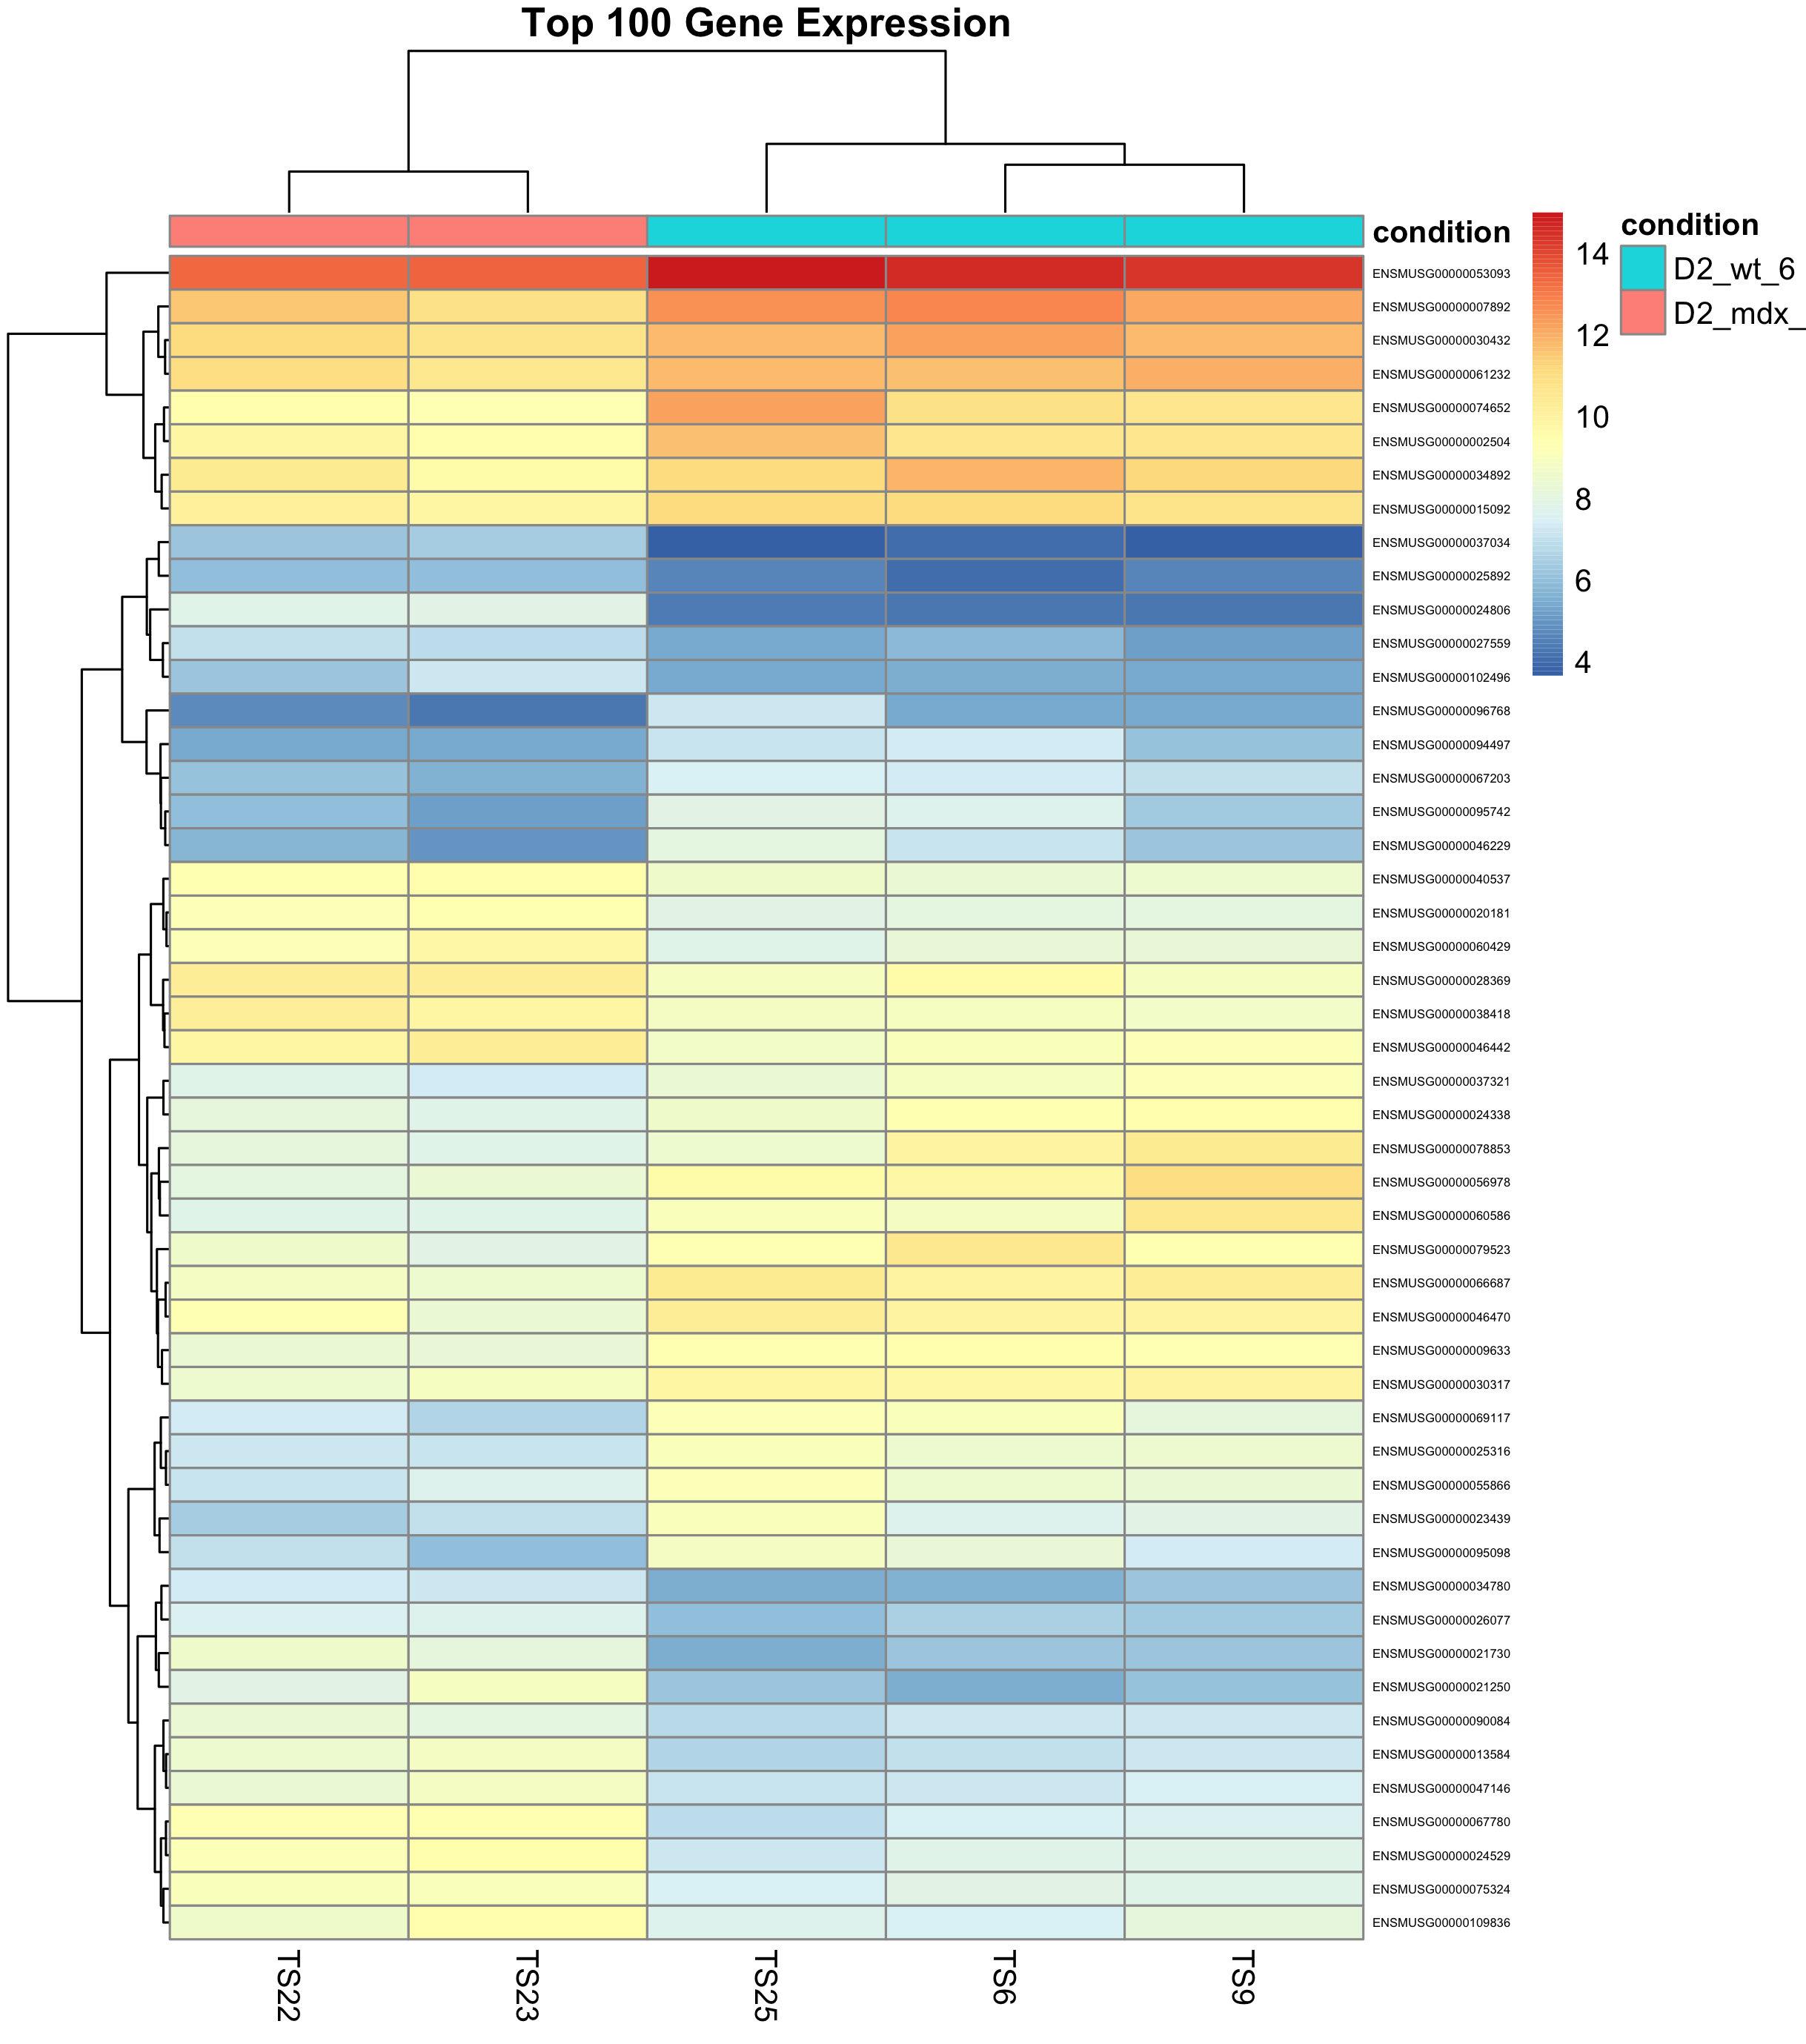 Top 100 Gene Expression
condition
ENSMUSG00000053093
ENSMUSG00000007892
ENSMUSG00000030432
ENSMUSG00000061232
ENSMUSG00000074652
ENSMUSG00000002504
ENSMUSG00000034892
ENSMUSG00000015092
ENSMUSG00000037034
ENSMUSG00000025892
ENSMUSG00000024806
ENSMUSG00000027559
ENSMUSG00000102496
ENSMUSG00000096768
ENSMUSG00000094497
ENSMUSG00000067203
ENSMUSG00000095742
ENSMUSG00000046229
ENSMUSG00000040537
ENSMUSG00000020181
ENSMUSG00000060429
ENSMUSG00000028369
ENSMUSG00000038418
ENSMUSG00000046442
ENSMUSG00000037321
ENSMUSG00000024338
ENSMUSG00000078853
ENSMUSG00000056978
ENSMUSG00000060586
ENSMUSG00000079523
ENSMUSG00000066687
ENSMUSG00000046470
ENSMUSG00000009633
ENSMUSG00000030317
ENSMUSG00000069117
ENSMUSG00000025316
ENSMUSG00000055866
ENSMUSG00000023439
ENSMUSG00000095098
ENSMUSG00000034780
ENSMUSG00000026077
ENSMUSG00000021730
ENSMUSG00000021250
ENSMUSG00000090084
ENSMUSG00000013584
ENSMUSG00000047146
ENSMUSG00000067780
ENSMUSG00000024529
ENSMUSG00000075324
ENSMUSG00000109836
14
12
10
8
6
4
condition
D2_wt_6
D2_mdx_
TS22
TS23
TS25
TS6
TS9